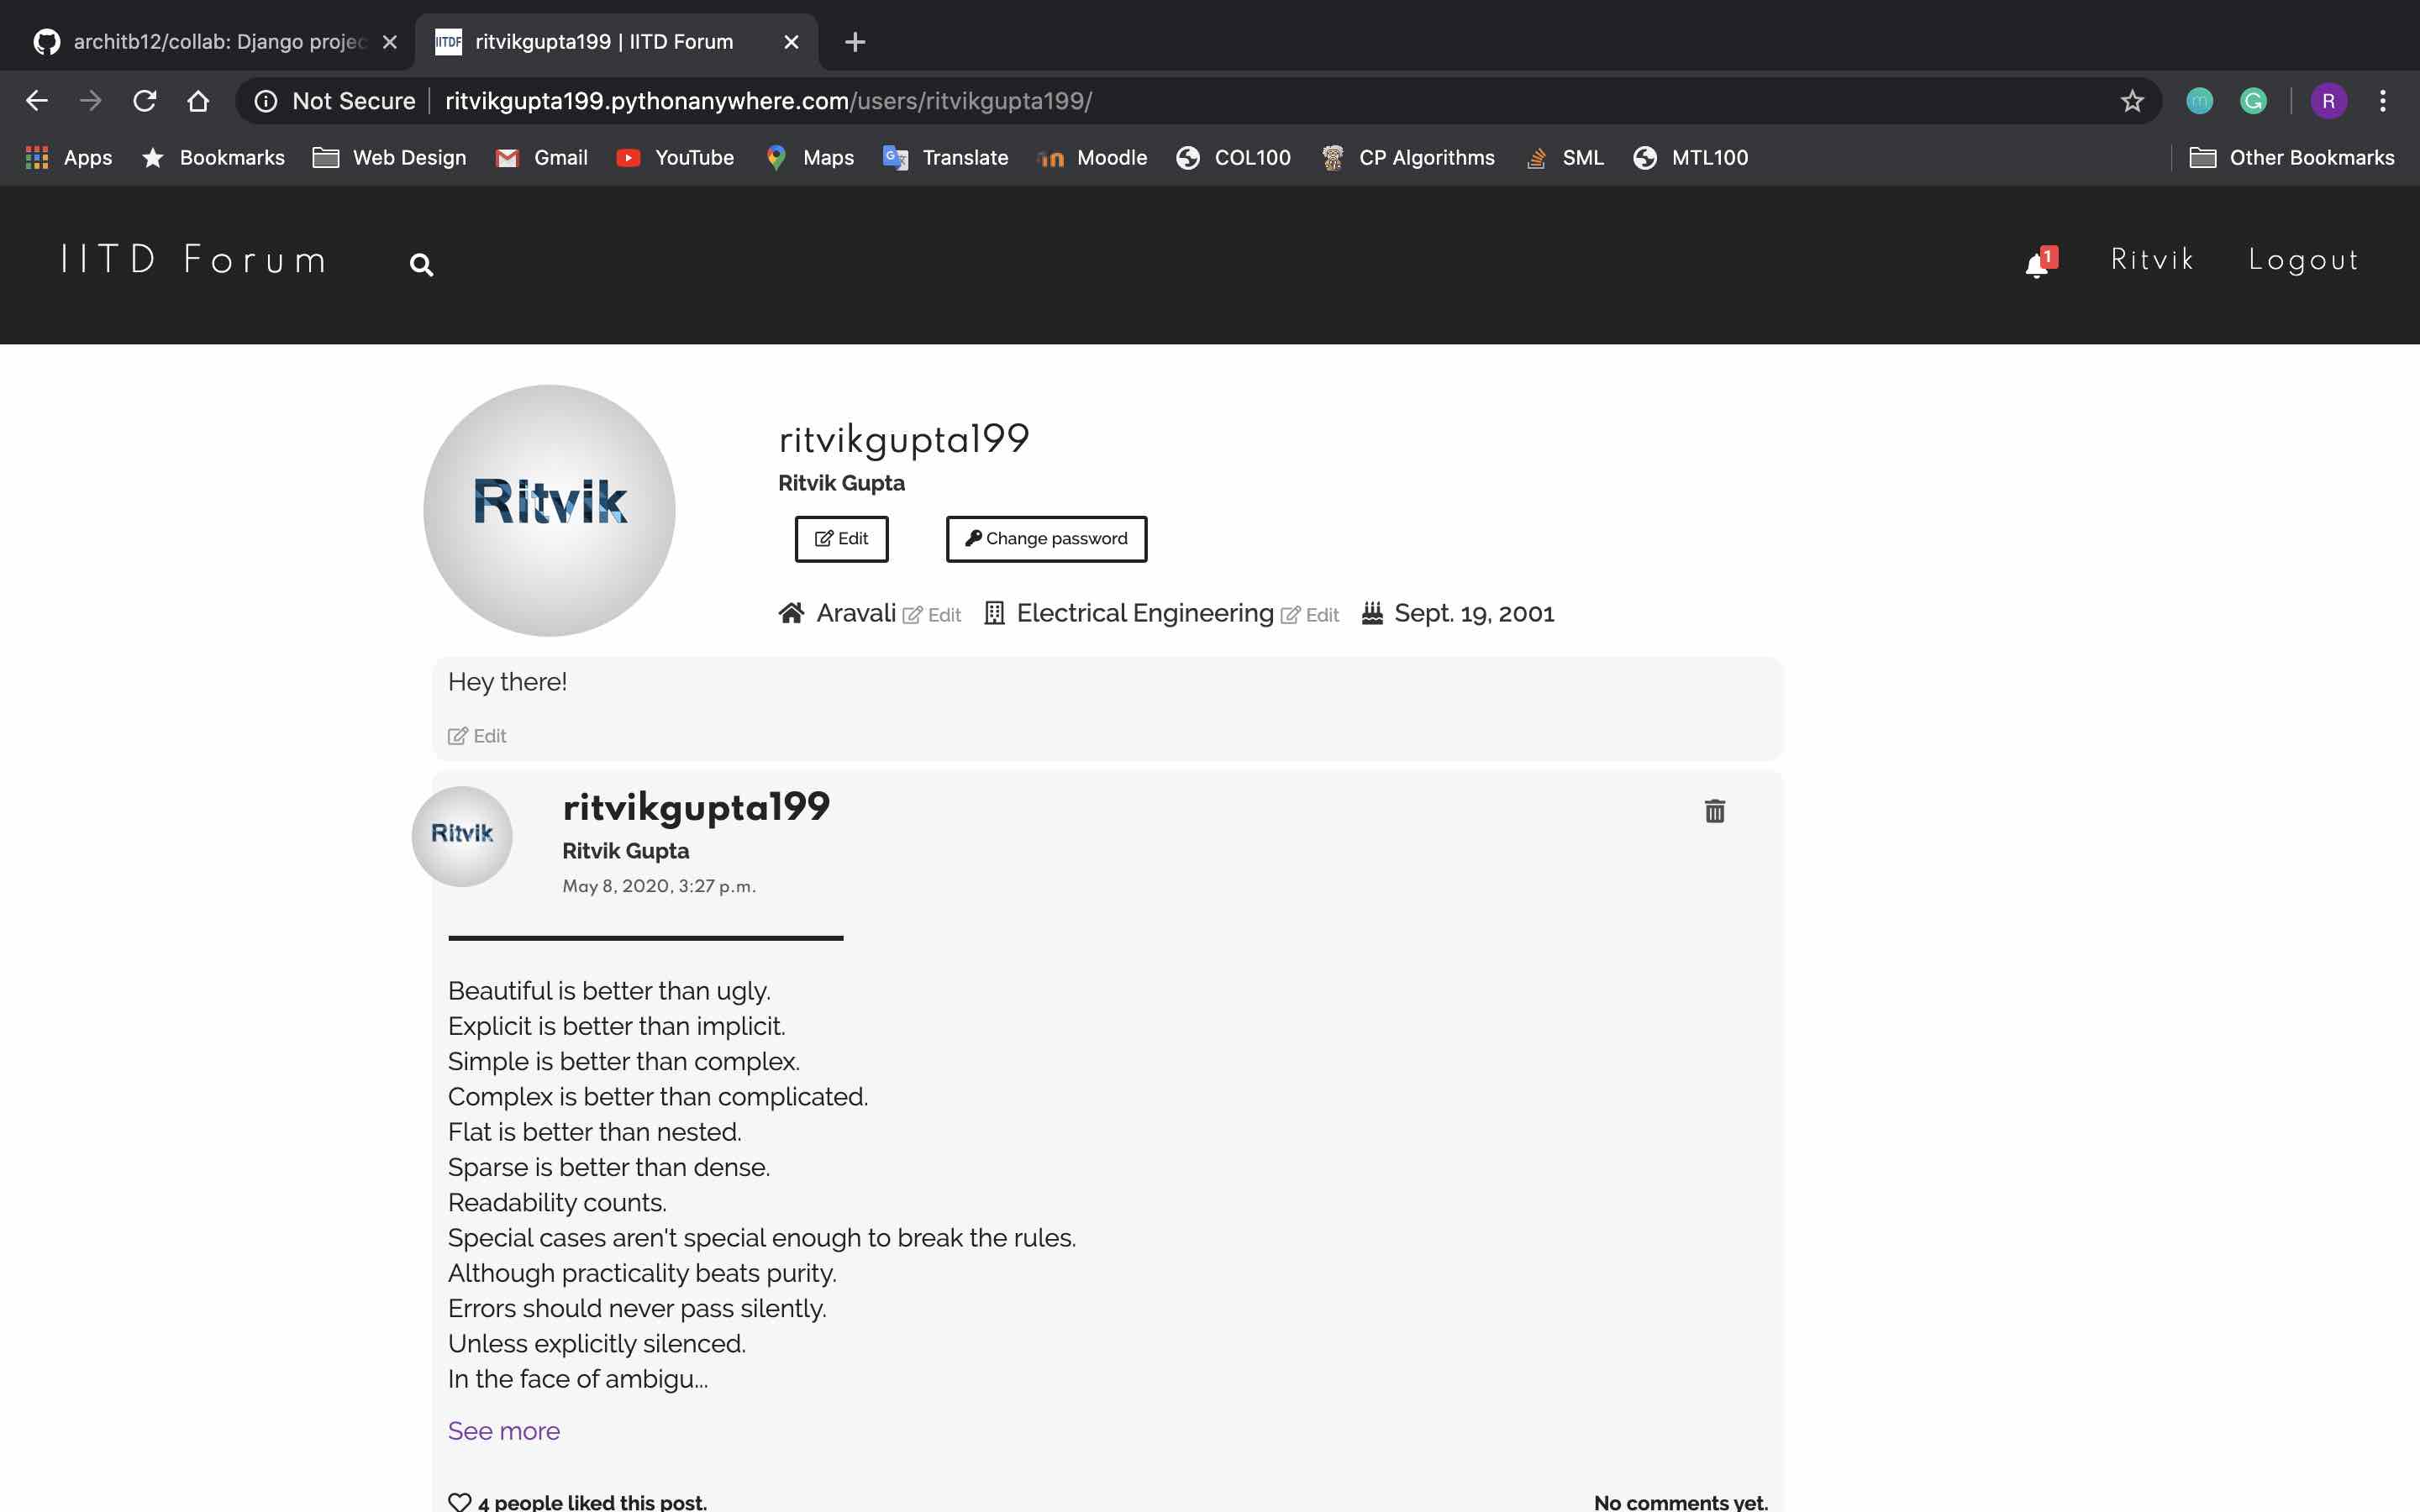 architb12/collab: Django projec
IITDF ritvikgupta199 | IITD Forum
Not Secure ritvikgupta199.pythonanywhere.com/users/ritvikgupta199/
R
Apps Bookmarks Web Design Gmail YouTube Maps Translate Moodle COL100 CP Algorithms SML MTL100 Other Bookmarks
IITD Forum 1 Ritvik Logout
Ritvik
ritvikgupta199
Ritvik Gupta
Edit Change password
Aravali Edit Electrical Engineering Edit Sept. 19, 2001
Hey there!
Edit
Ritvik
ritvikgupta199
Ritvik Gupta
May 8, 2020, 3:27 p.m.
Beautiful is better than ugly.
Explicit is better than implicit.
Simple is better than complex.
Complex is better than complicated.
Flat is better than nested.
Sparse is better than dense.
Readability counts.
Special cases aren't special enough to break the rules.
Although practicality beats purity.
Errors should never pass silently.
Unless explicitly silenced.
In the face of ambigu...
See more
4 people liked this post. No comments yet.